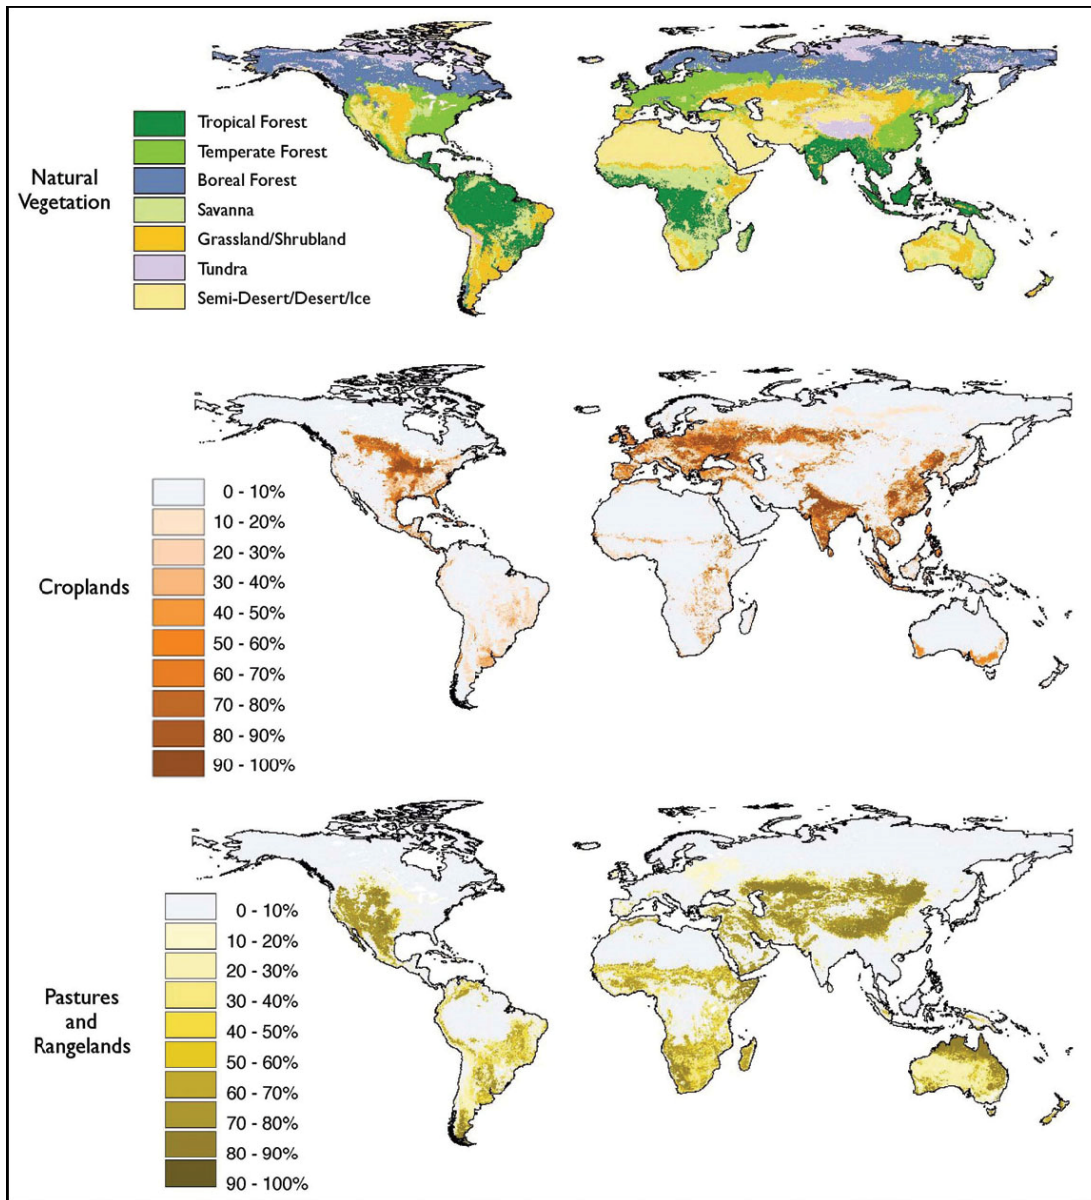 Natural
Vegetation
Tropical Forest
Temperate Forest
Boreal Forest
Savanna
Grassland/Shrubland
Tundra
Semi-Desert/Desert/Ice
Croplands
0 - 10%
10 - 20%
20 - 30%
30 - 40%
40 - 50%
50 - 60%
60 - 70%
70 - 80%
80 - 90%
90 - 100%
Pastures
and
Rangelands
0 - 10%
10 - 20%
20 - 30%
30 - 40%
40 - 50%
50 - 60%
60 - 70%
70 - 80%
80 - 90%
90 - 100%